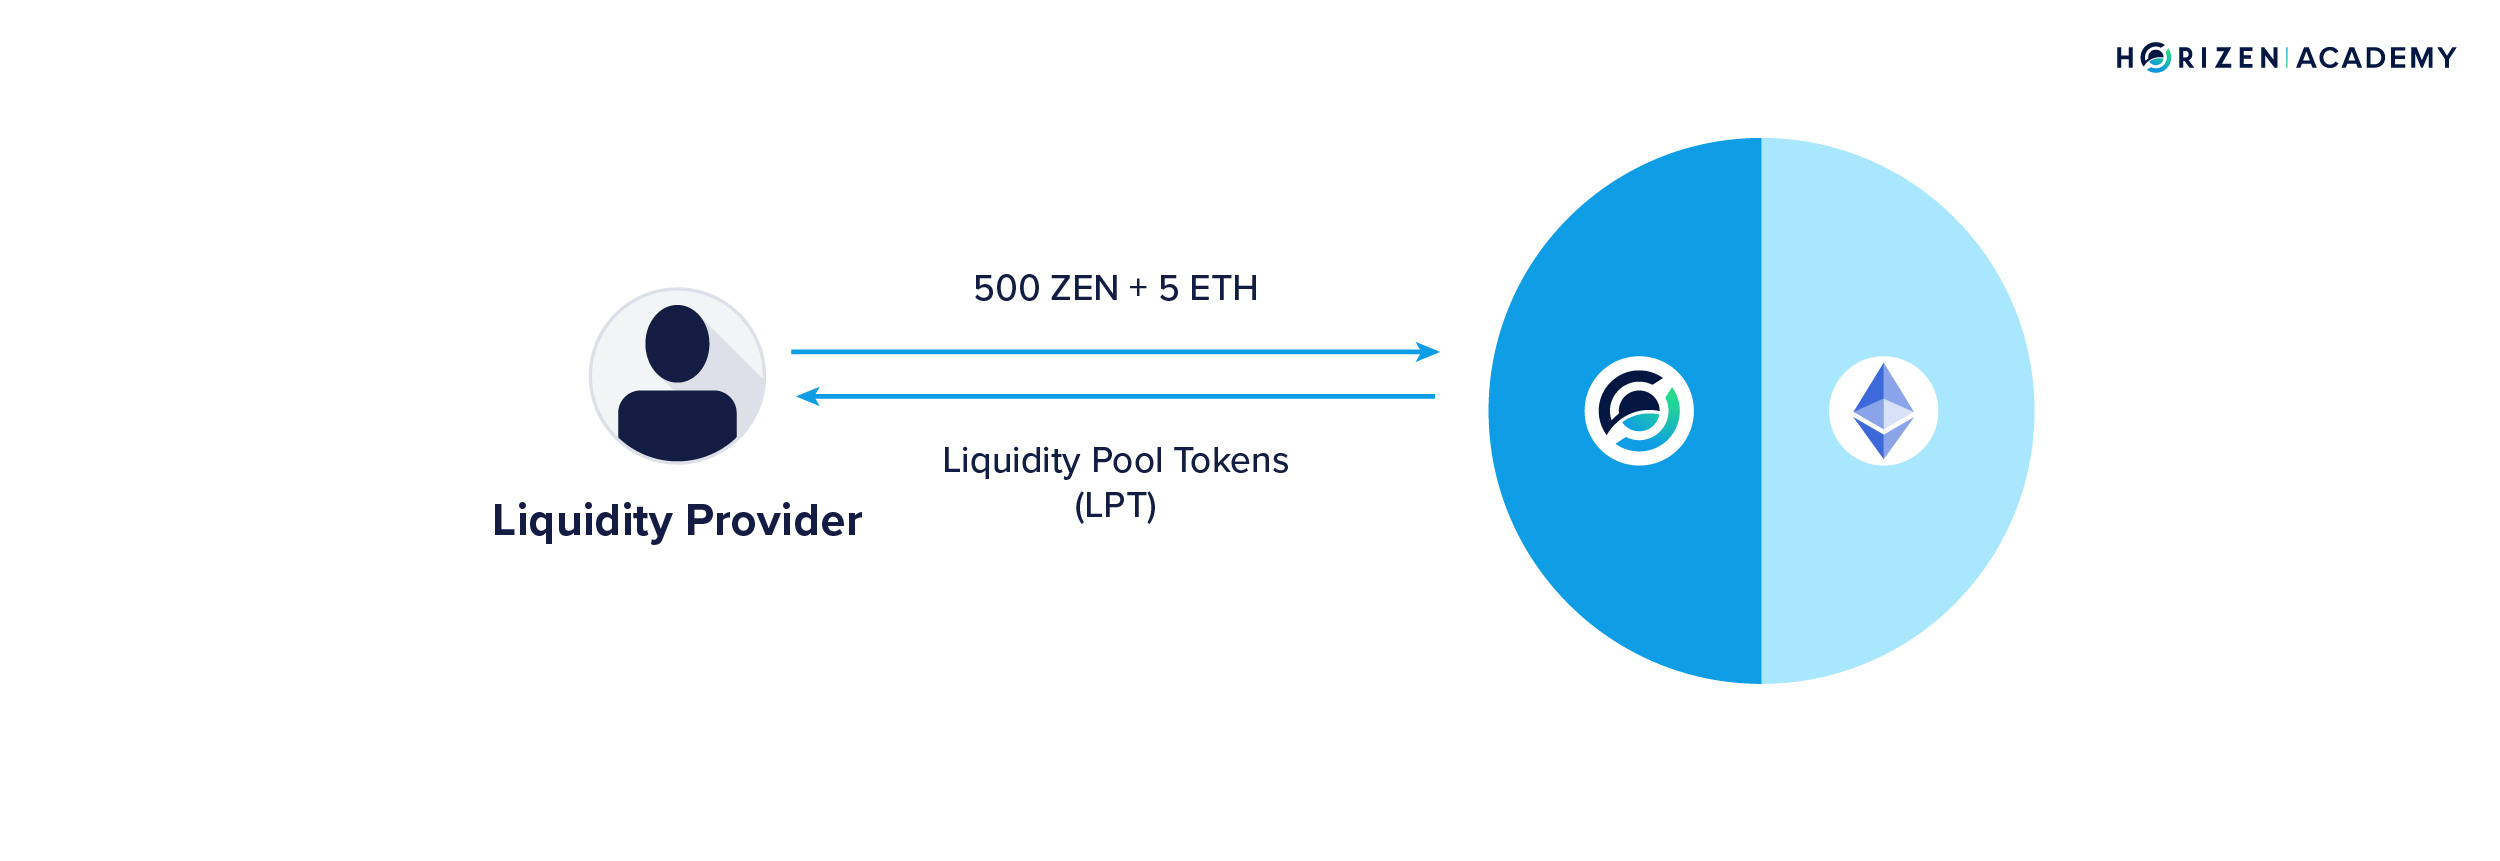 HORIZEN | ACADEMY
500 ZEN + 5 ETH
Liquidity Pool Tokens
(LPT)
Liquidity Provider